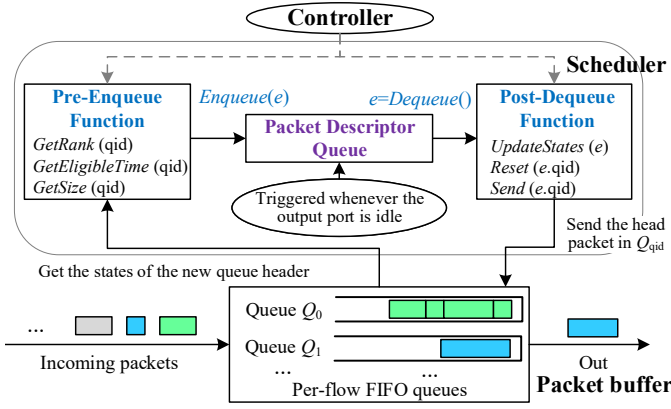 Controller
Scheduler
Pre-Enqueue
Function
GetRank (qid)
GetEligibleTime (qid)
GetSize (qid)
Enqueue(e)
Packet Descriptor
Queue
e=Dequeue()
Post-Dequeue
Function
UpdateStates (e)
Reset (e.qid)
Send (e.qid)
Triggered whenever the
output port is idle
Send the head
packet in Qqid
Get the states of the new queue header
...
Incoming packets
Queue Q0
Queue Q1
... ...
Per-flow FIFO queues
Out
Packet buffer